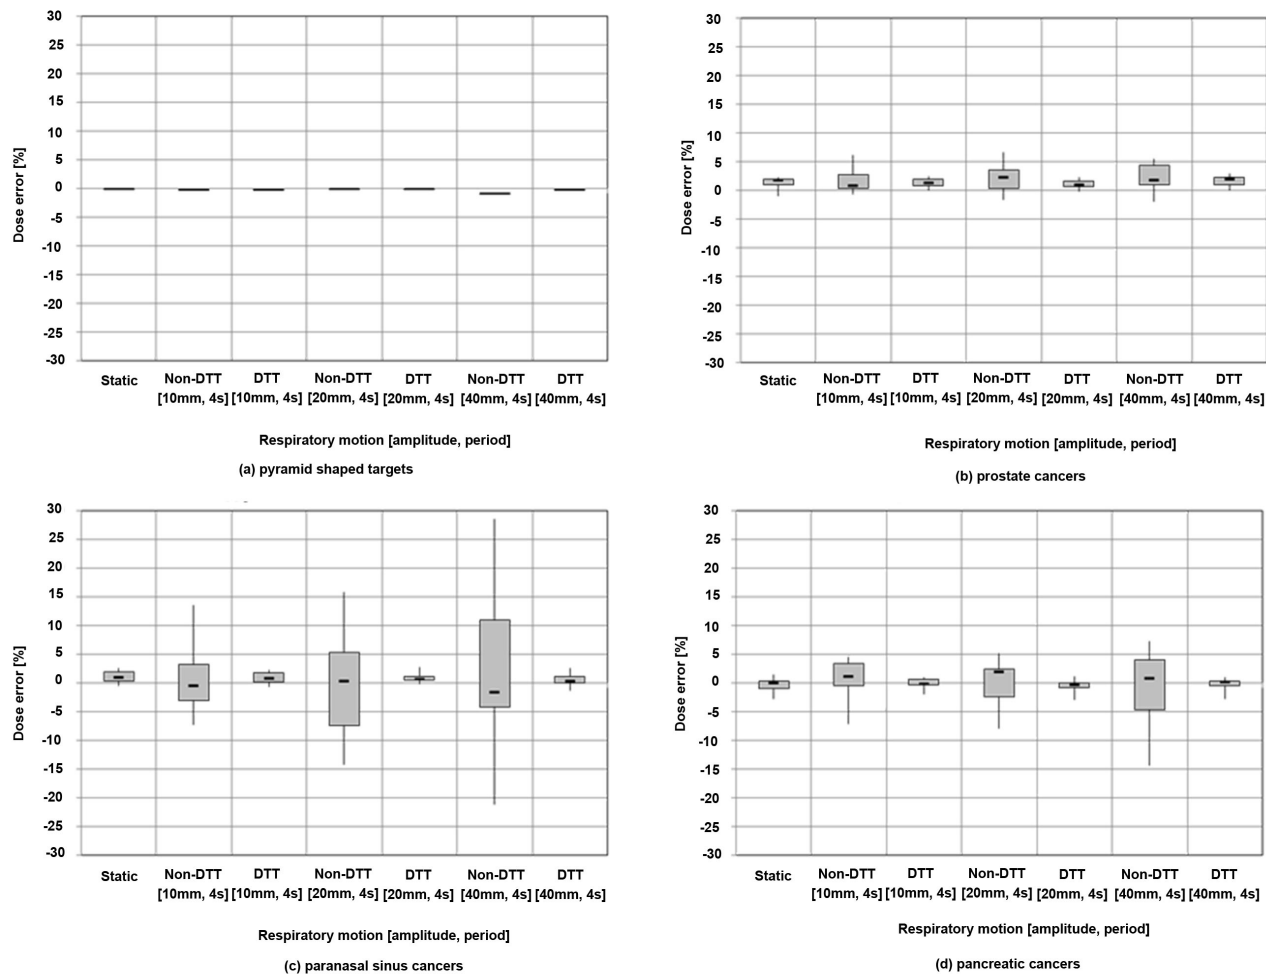 30
25
20
15
10
5
0
-5
-10
-15
-20
-25
-30
Dose error [%]
Static
Non-DTT
[10mm, 4s]
DTT
[10mm, 4s]
Non-DTT
[20mm, 4s]
DTT
[20mm, 4s]
Non-DTT
[40mm, 4s]
DTT
[40mm, 4s]
Respiratory motion [amplitude, period]
(a) pyramid shaped targets
30
25
20
15
10
5
0
-5
-10
-15
-20
-25
-30
Dose error [%]
Static
Non-DTT
[10mm, 4s]
DTT
[10mm, 4s]
Non-DTT
[20mm, 4s]
DTT
[20mm, 4s]
Non-DTT
[40mm, 4s]
DTT
[40mm, 4s]
Respiratory motion [amplitude, period]
(b) prostate cancers
30
25
20
15
10
5
0
-5
-10
-15
-20
-25
-30
Dose error [%]
Static
Non-DTT
[10mm, 4s]
DTT
[10mm, 4s]
Non-DTT
[20mm, 4s]
DTT
[20mm, 4s]
Non-DTT
[40mm, 4s]
DTT
[40mm, 4s]
Respiratory motion [amplitude, period]
(c) paranasal sinus cancers
30
25
20
15
10
5
0
-5
-10
-15
-20
-25
-30
Dose error [%]
Static
Non-DTT
[10mm, 4s]
DTT
[10mm, 4s]
Non-DTT
[20mm, 4s]
DTT
[20mm, 4s]
Non-DTT
[40mm, 4s]
DTT
[40mm, 4s]
Respiratory motion [amplitude, period]
(d) pancreatic cancers